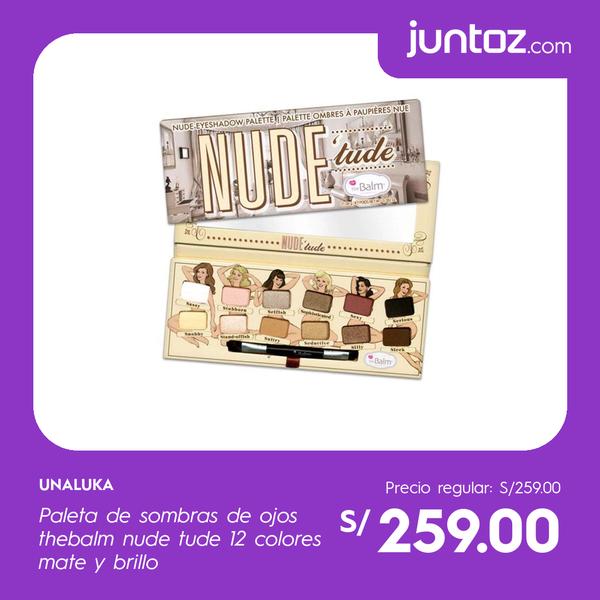 juntoz.com
NUDE EYESHADOW PALETTE | PALETTE OMBRES À PAUPIÈRES NUE
NUDE 'tude
theBalm
NUDE 'tude
Sassy Stubborn Selfish Sophisticated Sexy Serious
Snobby Stand-offish Sultry Seductive Silly Sleek
theBalm
UNALUKA
Paleta de sombras de ojos
thebalm nude tude 12 colores
mate y brillo
Precio regular: S/259.00
S/ 259.00